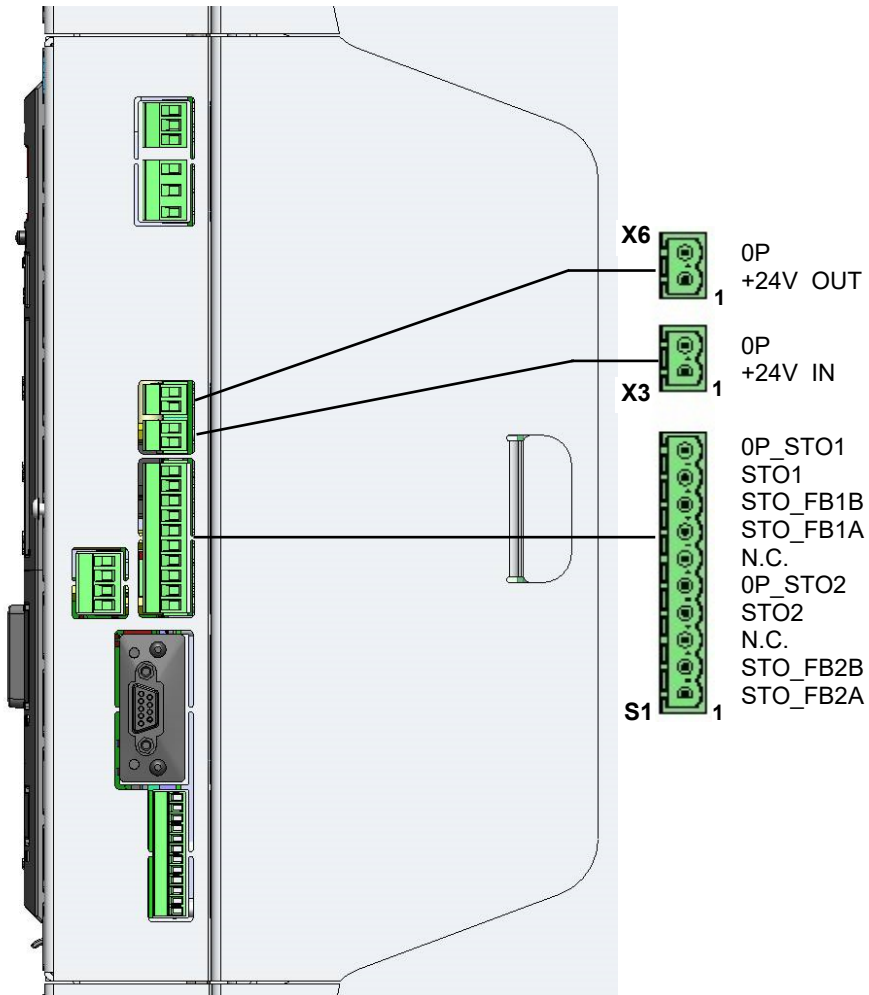 X6
0P
+24V OUT
1
0P
+24V IN
X3
1
0P_STO1
STO1
STO_FB1B
STO_FB1A
N.C.
0P_STO2
STO2
N.C.
STO_FB2B
STO_FB2A
S1
1